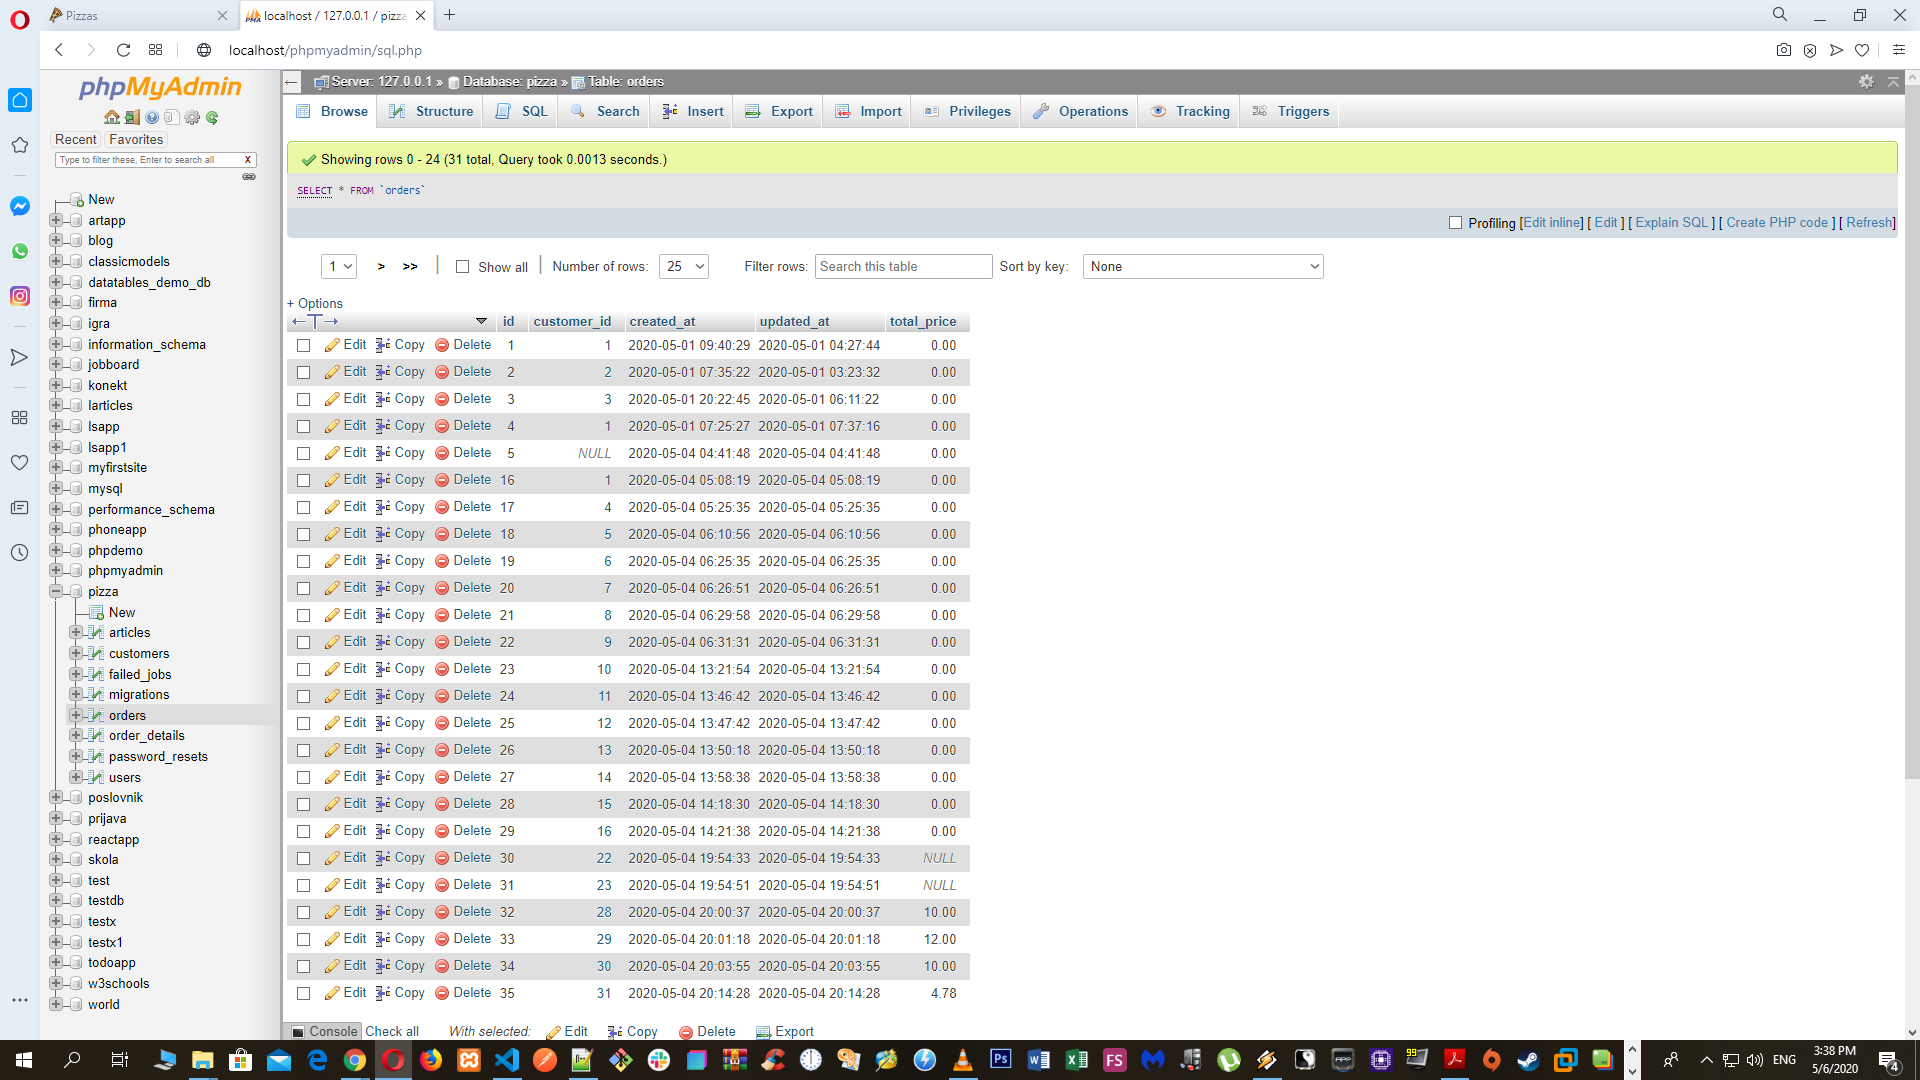 Pizzas
localhost / 127.0.0.1 / pizza
localhost/phpmyadmin/sql.php
phpMyAdmin
Recent Favorites
Type to filter these, Enter to search all X
New
artapp
blog
classicmodels
datatables_demo_db
firma
igra
information_schema
jobboard
konekt
larticles
lsapp
lsapp1
myfirstsite
mysql
performance_schema
phoneapp
phpdemo
phpmyadmin
pizza
New
articles
customers
failed_jobs
migrations
orders
order_details
password_resets
users
poslovnik
prijava
reactapp
skola
test
testdb
testx
testx1
todoapp
w3schools
world
Server: 127.0.0.1 » Database: pizza » Table: orders
Browse Structure SQL Search Insert Export Import Privileges Operations Tracking Triggers
Showing rows 0 - 24 (31 total, Query took 0.0013 seconds.)
SELECT * FROM `orders`
Profiling [Edit inline] [ Edit ] [ Explain SQL ] [ Create PHP code ] [ Refresh]
1 > >> Show all Number of rows: 25 Filter rows: Search this table Sort by key: None
+ Options
←T→ id customer_id created_at updated_at total_price
Edit Copy Delete 1 1 2020-05-01 09:40:29 2020-05-01 04:27:44 0.00
Edit Copy Delete 2 2 2020-05-01 07:35:22 2020-05-01 03:23:32 0.00
Edit Copy Delete 3 3 2020-05-01 20:22:45 2020-05-01 06:11:22 0.00
Edit Copy Delete 4 1 2020-05-01 07:25:27 2020-05-01 07:37:16 0.00
Edit Copy Delete 5 NULL 2020-05-04 04:41:48 2020-05-04 04:41:48 0.00
Edit Copy Delete 16 1 2020-05-04 05:08:19 2020-05-04 05:08:19 0.00
Edit Copy Delete 17 4 2020-05-04 05:25:35 2020-05-04 05:25:35 0.00
Edit Copy Delete 18 5 2020-05-04 06:10:56 2020-05-04 06:10:56 0.00
Edit Copy Delete 19 6 2020-05-04 06:25:35 2020-05-04 06:25:35 0.00
Edit Copy Delete 20 7 2020-05-04 06:26:51 2020-05-04 06:26:51 0.00
Edit Copy Delete 21 8 2020-05-04 06:29:58 2020-05-04 06:29:58 0.00
Edit Copy Delete 22 9 2020-05-04 06:31:31 2020-05-04 06:31:31 0.00
Edit Copy Delete 23 10 2020-05-04 13:21:54 2020-05-04 13:21:54 0.00
Edit Copy Delete 24 11 2020-05-04 13:46:42 2020-05-04 13:46:42 0.00
Edit Copy Delete 25 12 2020-05-04 13:47:42 2020-05-04 13:47:42 0.00
Edit Copy Delete 26 13 2020-05-04 13:50:18 2020-05-04 13:50:18 0.00
Edit Copy Delete 27 14 2020-05-04 13:58:38 2020-05-04 13:58:38 0.00
Edit Copy Delete 28 15 2020-05-04 14:18:30 2020-05-04 14:18:30 0.00
Edit Copy Delete 29 16 2020-05-04 14:21:38 2020-05-04 14:21:38 0.00
Edit Copy Delete 30 22 2020-05-04 19:54:33 2020-05-04 19:54:33 NULL
Edit Copy Delete 31 23 2020-05-04 19:54:51 2020-05-04 19:54:51 NULL
Edit Copy Delete 32 28 2020-05-04 20:00:37 2020-05-04 20:00:37 10.00
Edit Copy Delete 33 29 2020-05-04 20:01:18 2020-05-04 20:01:18 12.00
Edit Copy Delete 34 30 2020-05-04 20:03:55 2020-05-04 20:03:55 10.00
Edit Copy Delete 35 31 2020-05-04 20:14:28 2020-05-04 20:14:28 4.78
Console Check all With selected: Edit Copy Delete Export
Ps FS 99 ENG 3:38 PM
5/6/2020 4